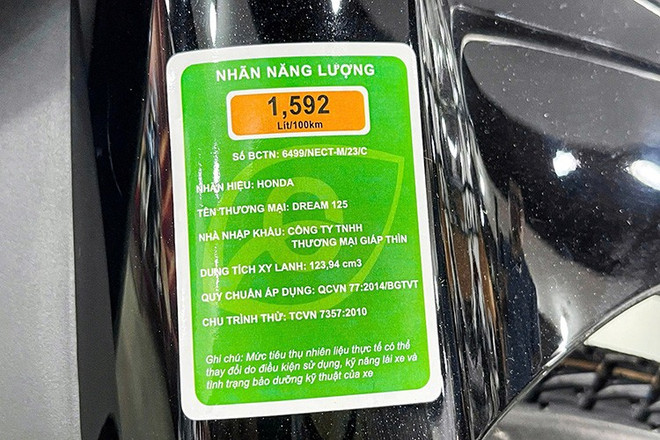 NHÃN NĂNG LƯỢNG
1,592
Lít/100km
Số BCTN: 6499/NECT-M/23/C
NHÃN HIỆU: HONDA
TÊN THƯƠNG MẠI: DREAM 125
NHÀ NHẬP KHẨU: CÔNG TY TNHH
THƯƠNG MẠI GIÁP THÌN
DUNG TÍCH XY LANH: 123,94 cm3
QUY CHUẨN ÁP DỤNG: QCVN 77:2014/BGTVT
CHU TRÌNH THỬ: TCVN 7357:2010
Ghi chú: Mức tiêu thụ nhiên liệu thực tế có thể
thay đổi do điều kiện sử dụng, kỹ năng lái xe và
tình trạng bảo dưỡng kỹ thuật của xe